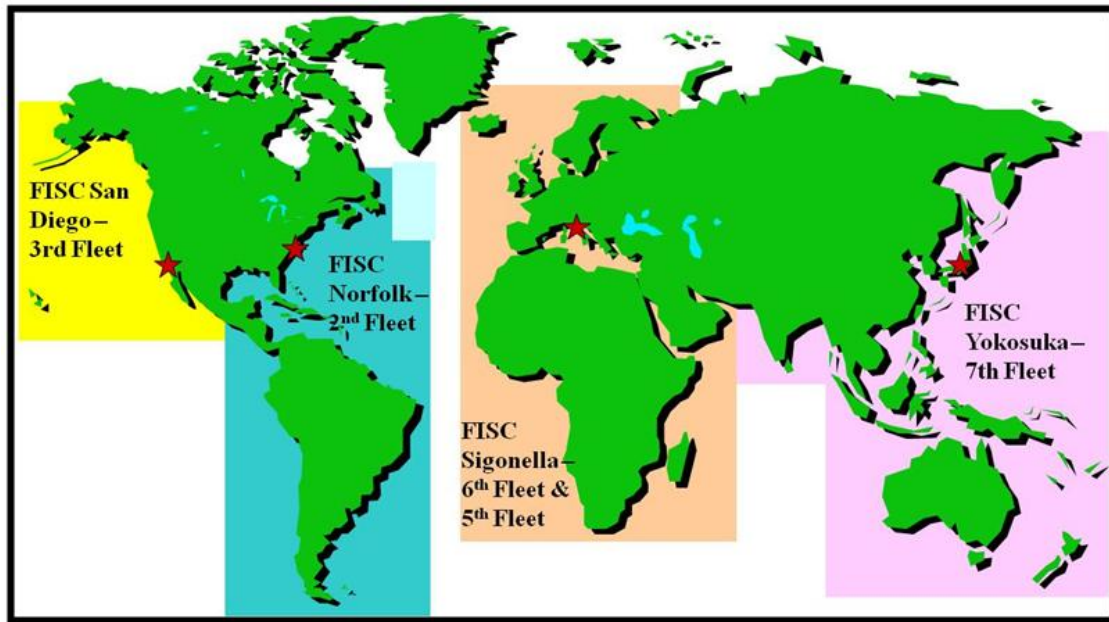 FISC San
Diego–
3rd Fleet
FISC
Norfolk–
2nd Fleet
FISC
Sigonella–
6th Fleet &
5th Fleet
FISC
Yokosuka–
7th Fleet